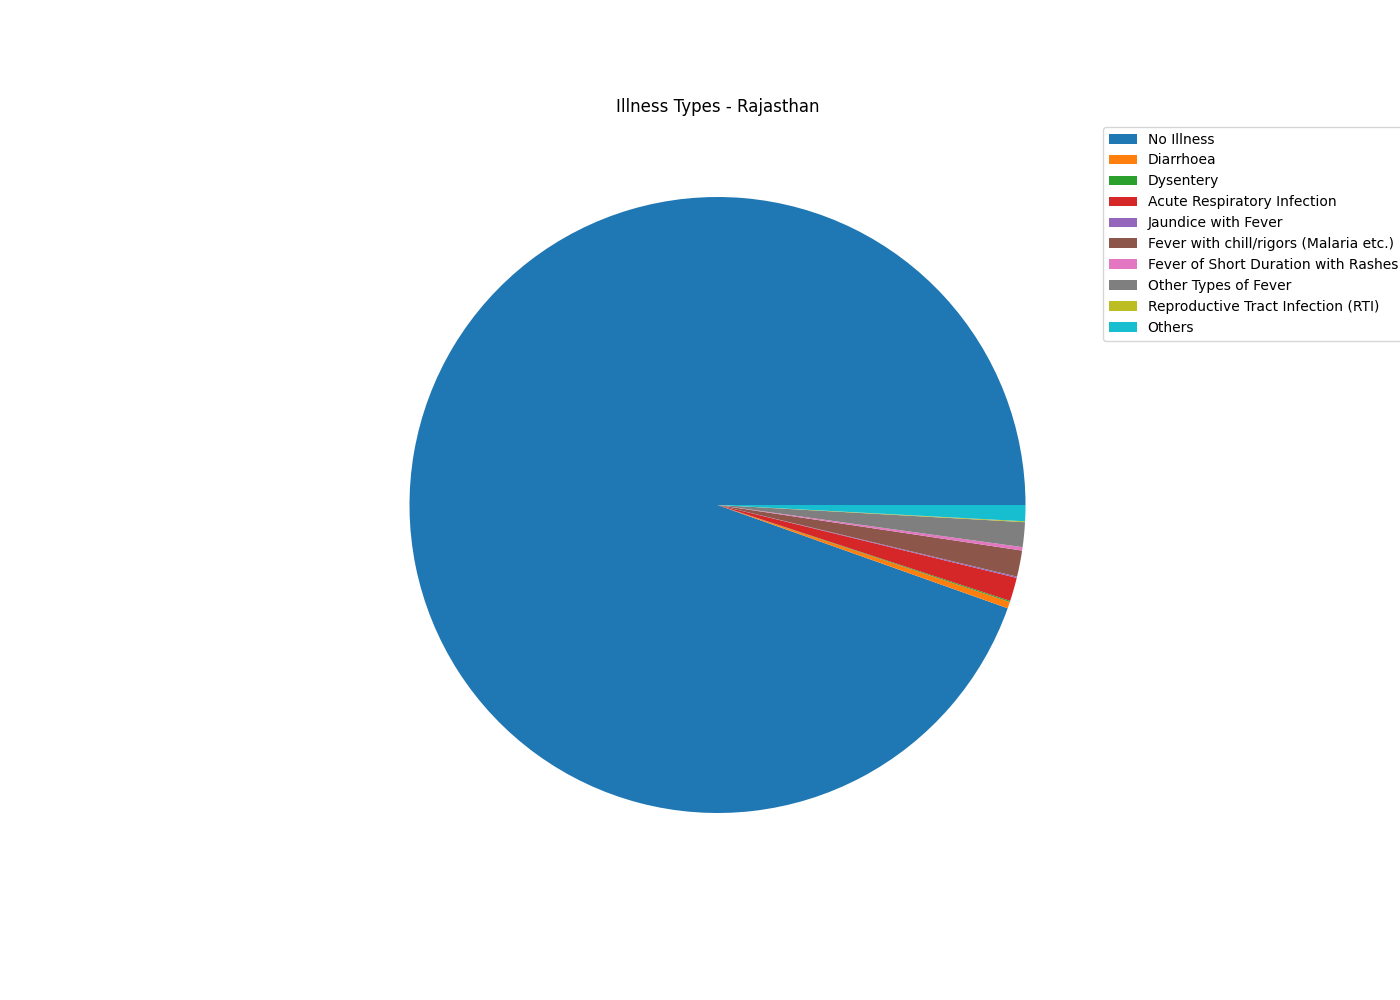 Illness Types - Rajasthan
No Illness
Diarrhoea
Dysentery
Acute Respiratory Infection
Jaundice with Fever
Fever with chill/rigors (Malaria etc.)
Fever of Short Duration with Rashes
Other Types of Fever
Reproductive Tract Infection (RTI)
Others